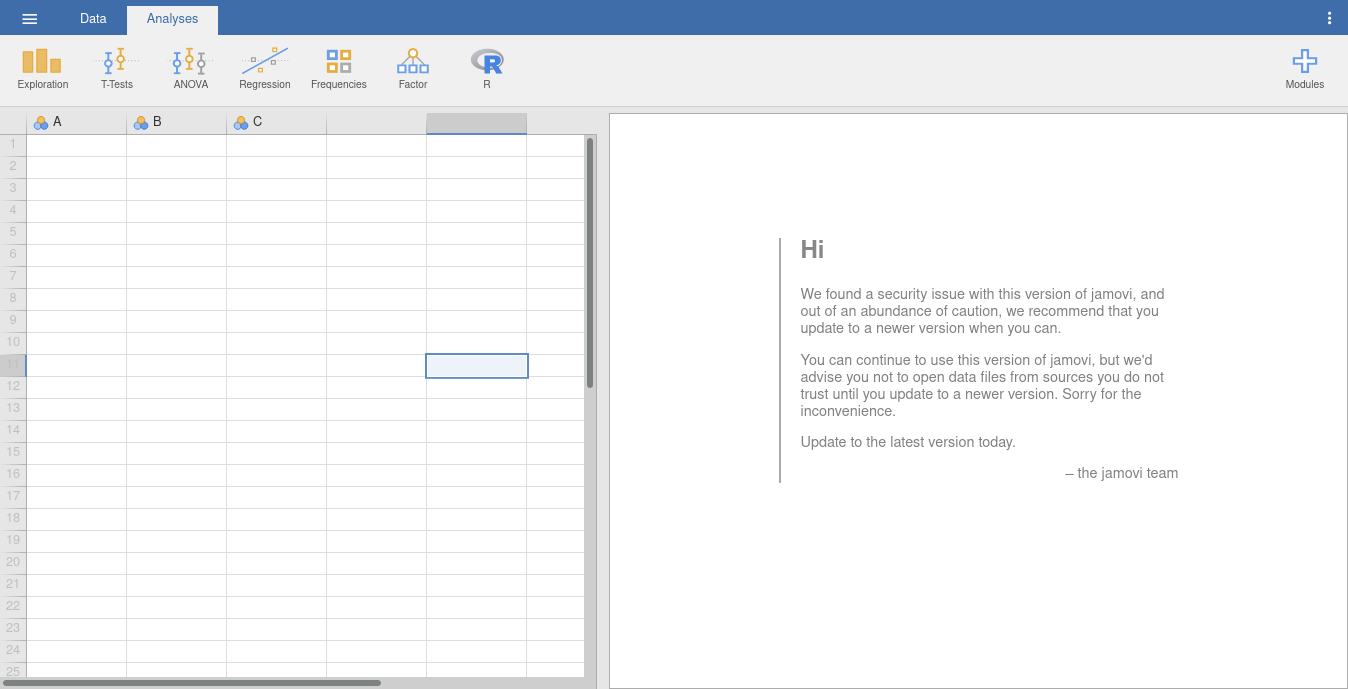 Data Analyses
Exploration T-Tests ANOVA Regression Frequencies Factor R Modules
A B C
1
2
3
4
5
6
7
8
9
10
11
12
13
14
15
16
17
18
19
20
21
22
23
24
25
Hi
We found a security issue with this version of jamovi, and
out of an abundance of caution, we recommend that you
update to a newer version when you can.
You can continue to use this version of jamovi, but we'd
advise you not to open data files from sources you do not
trust until you update to a newer version. Sorry for the
inconvenience.
Update to the latest version today.
– the jamovi team